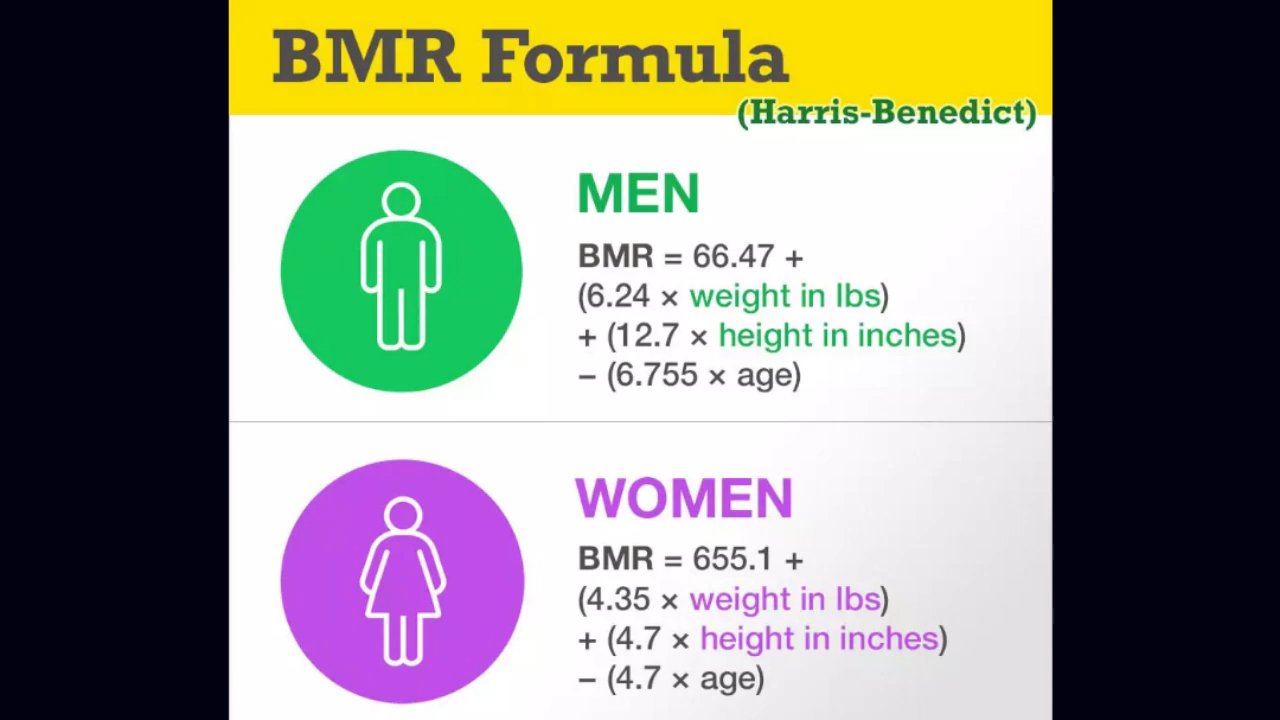 BMR Formula
(Harris-Benedict)
MEN
BMR = 66.47 +
(6.24 × weight in lbs)
+ (12.7 × height in inches)
– (6.755 × age)
WOMEN
BMR = 655.1 +
(4.35 × weight in lbs)
+ (4.7 × height in inches)
– (4.7 × age)